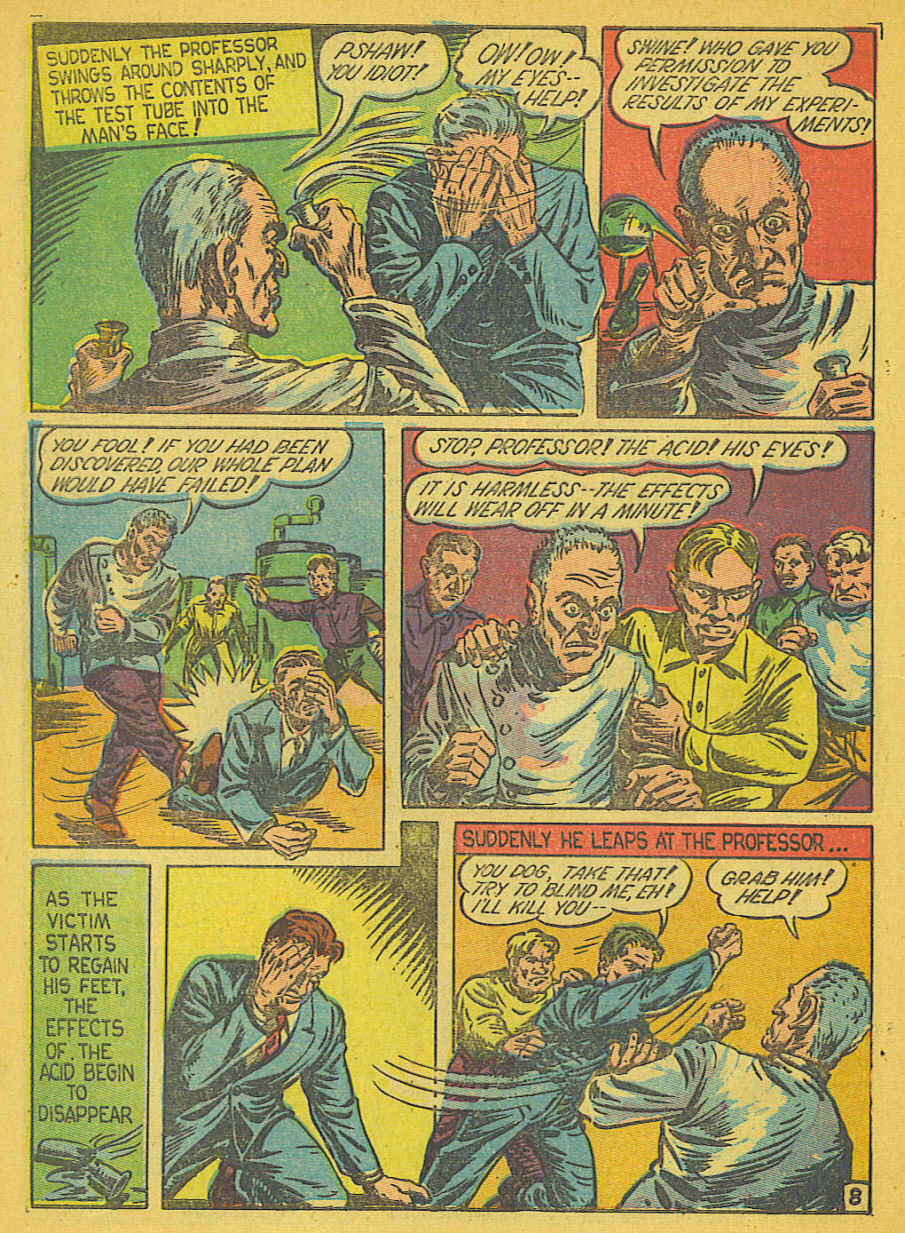 SUDDENLY THE PROFESSOR
SWINGS AROUND SHARPLY, AND
THROWS THE CONTENTS OF
THE TEST TUBE INTO THE
MAN'S FACE!
PSHAW!
YOU IDIOT!
OW! OW!
MY EYES--
HELP!
SWINE! WHO GAVE YOU
PERMISSION TO
INVESTIGATE THE
RESULTS OF MY EXPERI-
MENTS!
YOU FOOL! IF YOU HAD BEEN
DISCOVERED, OUR WHOLE PLAN
WOULD HAVE FAILED!
STOP, PROFESSOR! THE ACID! HIS EYES!
IT IS HARMLESS--THE EFFECTS
WILL WEAR OFF IN A MINUTE!
AS THE
VICTIM
STARTS
TO REGAIN
HIS FEET,
THE
EFFECTS
OF THE
ACID BEGIN
TO
DISAPPEAR
SUDDENLY HE LEAPS AT THE PROFESSOR...
YOU DOG, TAKE THAT!
TRY TO BLIND ME, EH!
I'LL KILL YOU--
GRAB HIM!
HELP!
8